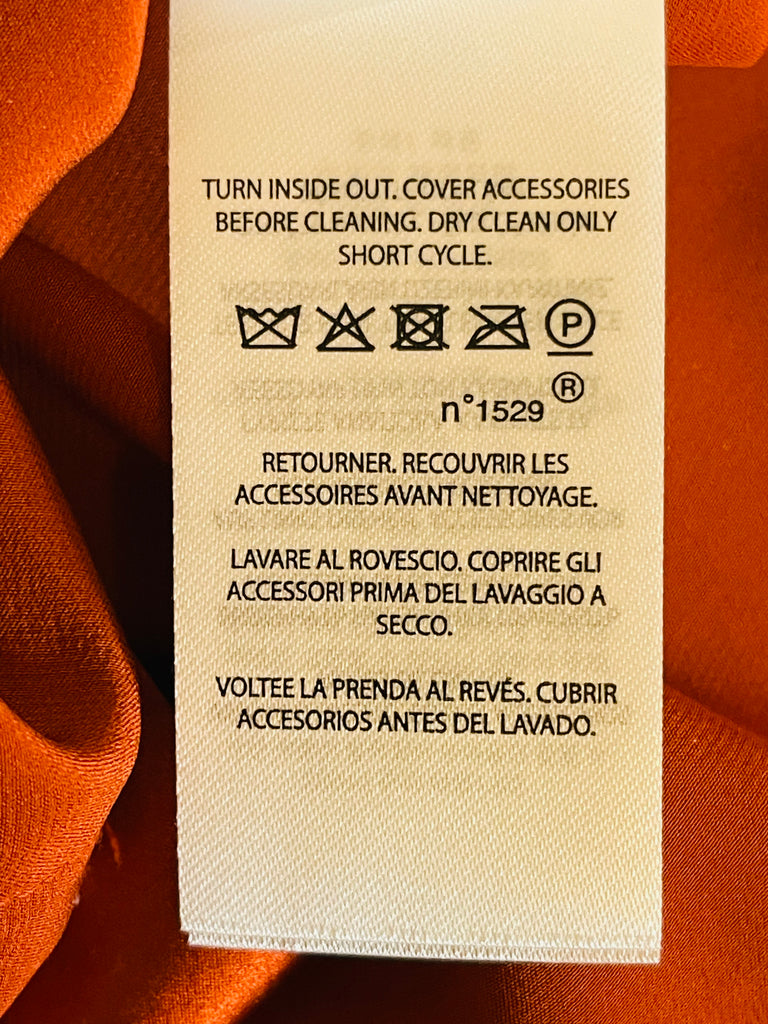 TURN INSIDE OUT. COVER ACCESSORIES
BEFORE CLEANING. DRY CLEAN ONLY
SHORT CYCLE.
P
n°1529 ®
RETOURNER. RECOUVRIR LES
ACCESSOIRES AVANT NETTOYAGE.
LAVARE AL ROVESCIO. COPRIRE GLI
ACCESSORI PRIMA DEL LAVAGGIO A
SECCO.
VOLTEE LA PRENDA AL REVÉS. CUBRIR
ACCESORIOS ANTES DEL LAVADO.